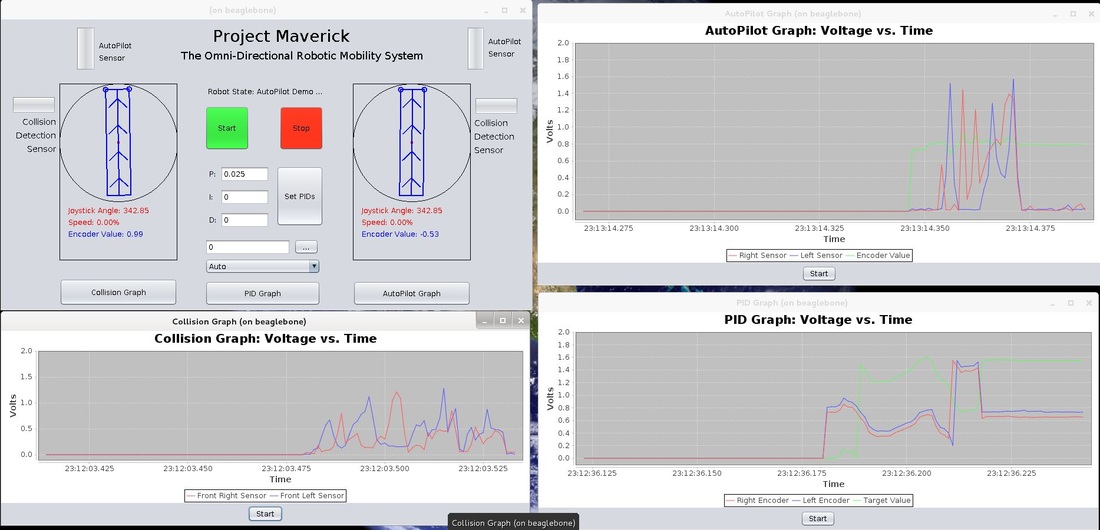 (on beaglebone)
Project Maverick
The Omni-Directional Robotic Mobility System
AutoPilot
Sensor
AutoPilot
Sensor
Collision
Detection
Sensor
Robot State: AutoPilot Demo ...
Start
Stop
Collision
Detection
Sensor
P: 0.025
I: 0
D: 0
Set PIDs
0
...
Auto
Joystick Angle: 342.85
Speed: 0.00%
Encoder Value: 0.99
Joystick Angle: 342.85
Speed: 0.00%
Encoder Value: -0.53
Collision Graph
PID Graph
AutoPilot Graph
AutoPilot Graph (on beaglebone)
AutoPilot Graph: Voltage vs. Time
Volts
2.0
1.8
1.6
1.4
1.2
1.0
0.8
0.6
0.4
0.2
0.0
23:13:14.275 23:13:14.300 23:13:14.325 23:13:14.350 23:13:14.375
Time
Right Sensor Left Sensor Encoder Value
Start
Collision Graph (on beaglebone)
Collision Graph: Voltage vs. Time
Volts
2.0
1.5
1.0
0.5
0.0
23:12:03.425 23:12:03.450 23:12:03.475 23:12:03.500 23:12:03.525
Time
Front Right Sensor Front Left Sensor
Start
Collision Graph (on beaglebone)
PID Graph (on beaglebone)
PID Graph: Voltage vs. Time
Volts
2.0
1.8
1.6
1.4
1.2
1.0
0.8
0.6
0.4
0.2
0.0
23:12:36.125 23:12:36.150 23:12:36.175 23:12:36.200 23:12:36.225
Time
Right Encoder Left Encoder Target Value
Start